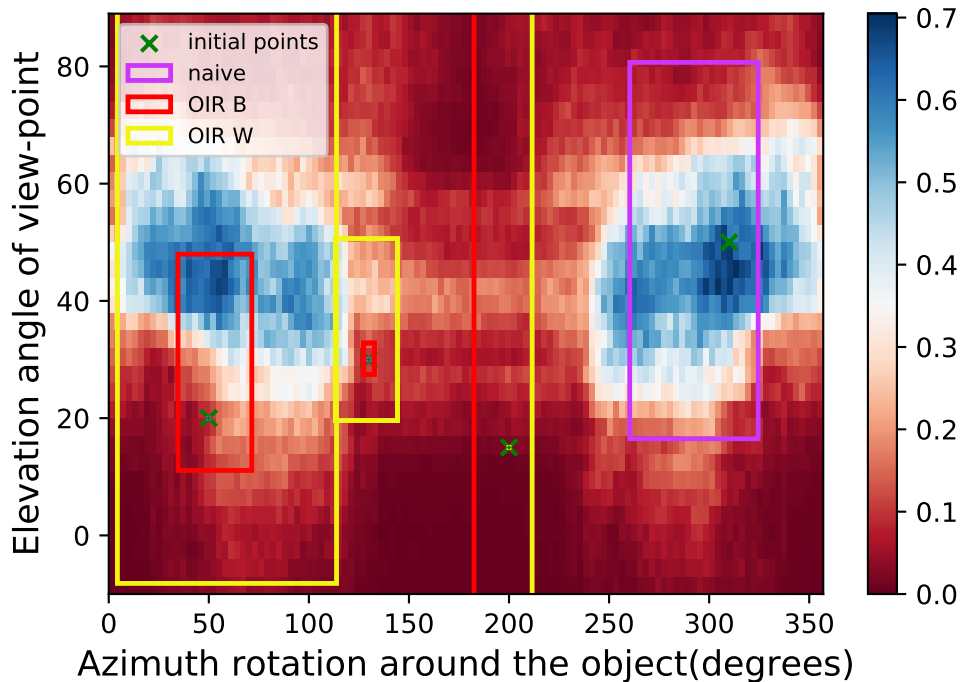 Elevation angle of view-point
80
60
40
20
0
initial points
naive
OIR B
OIR W
0 50 100 150 200 250 300 350
Azimuth rotation around the object(degrees)
0.7
0.6
0.5
0.4
0.3
0.2
0.1
0.0